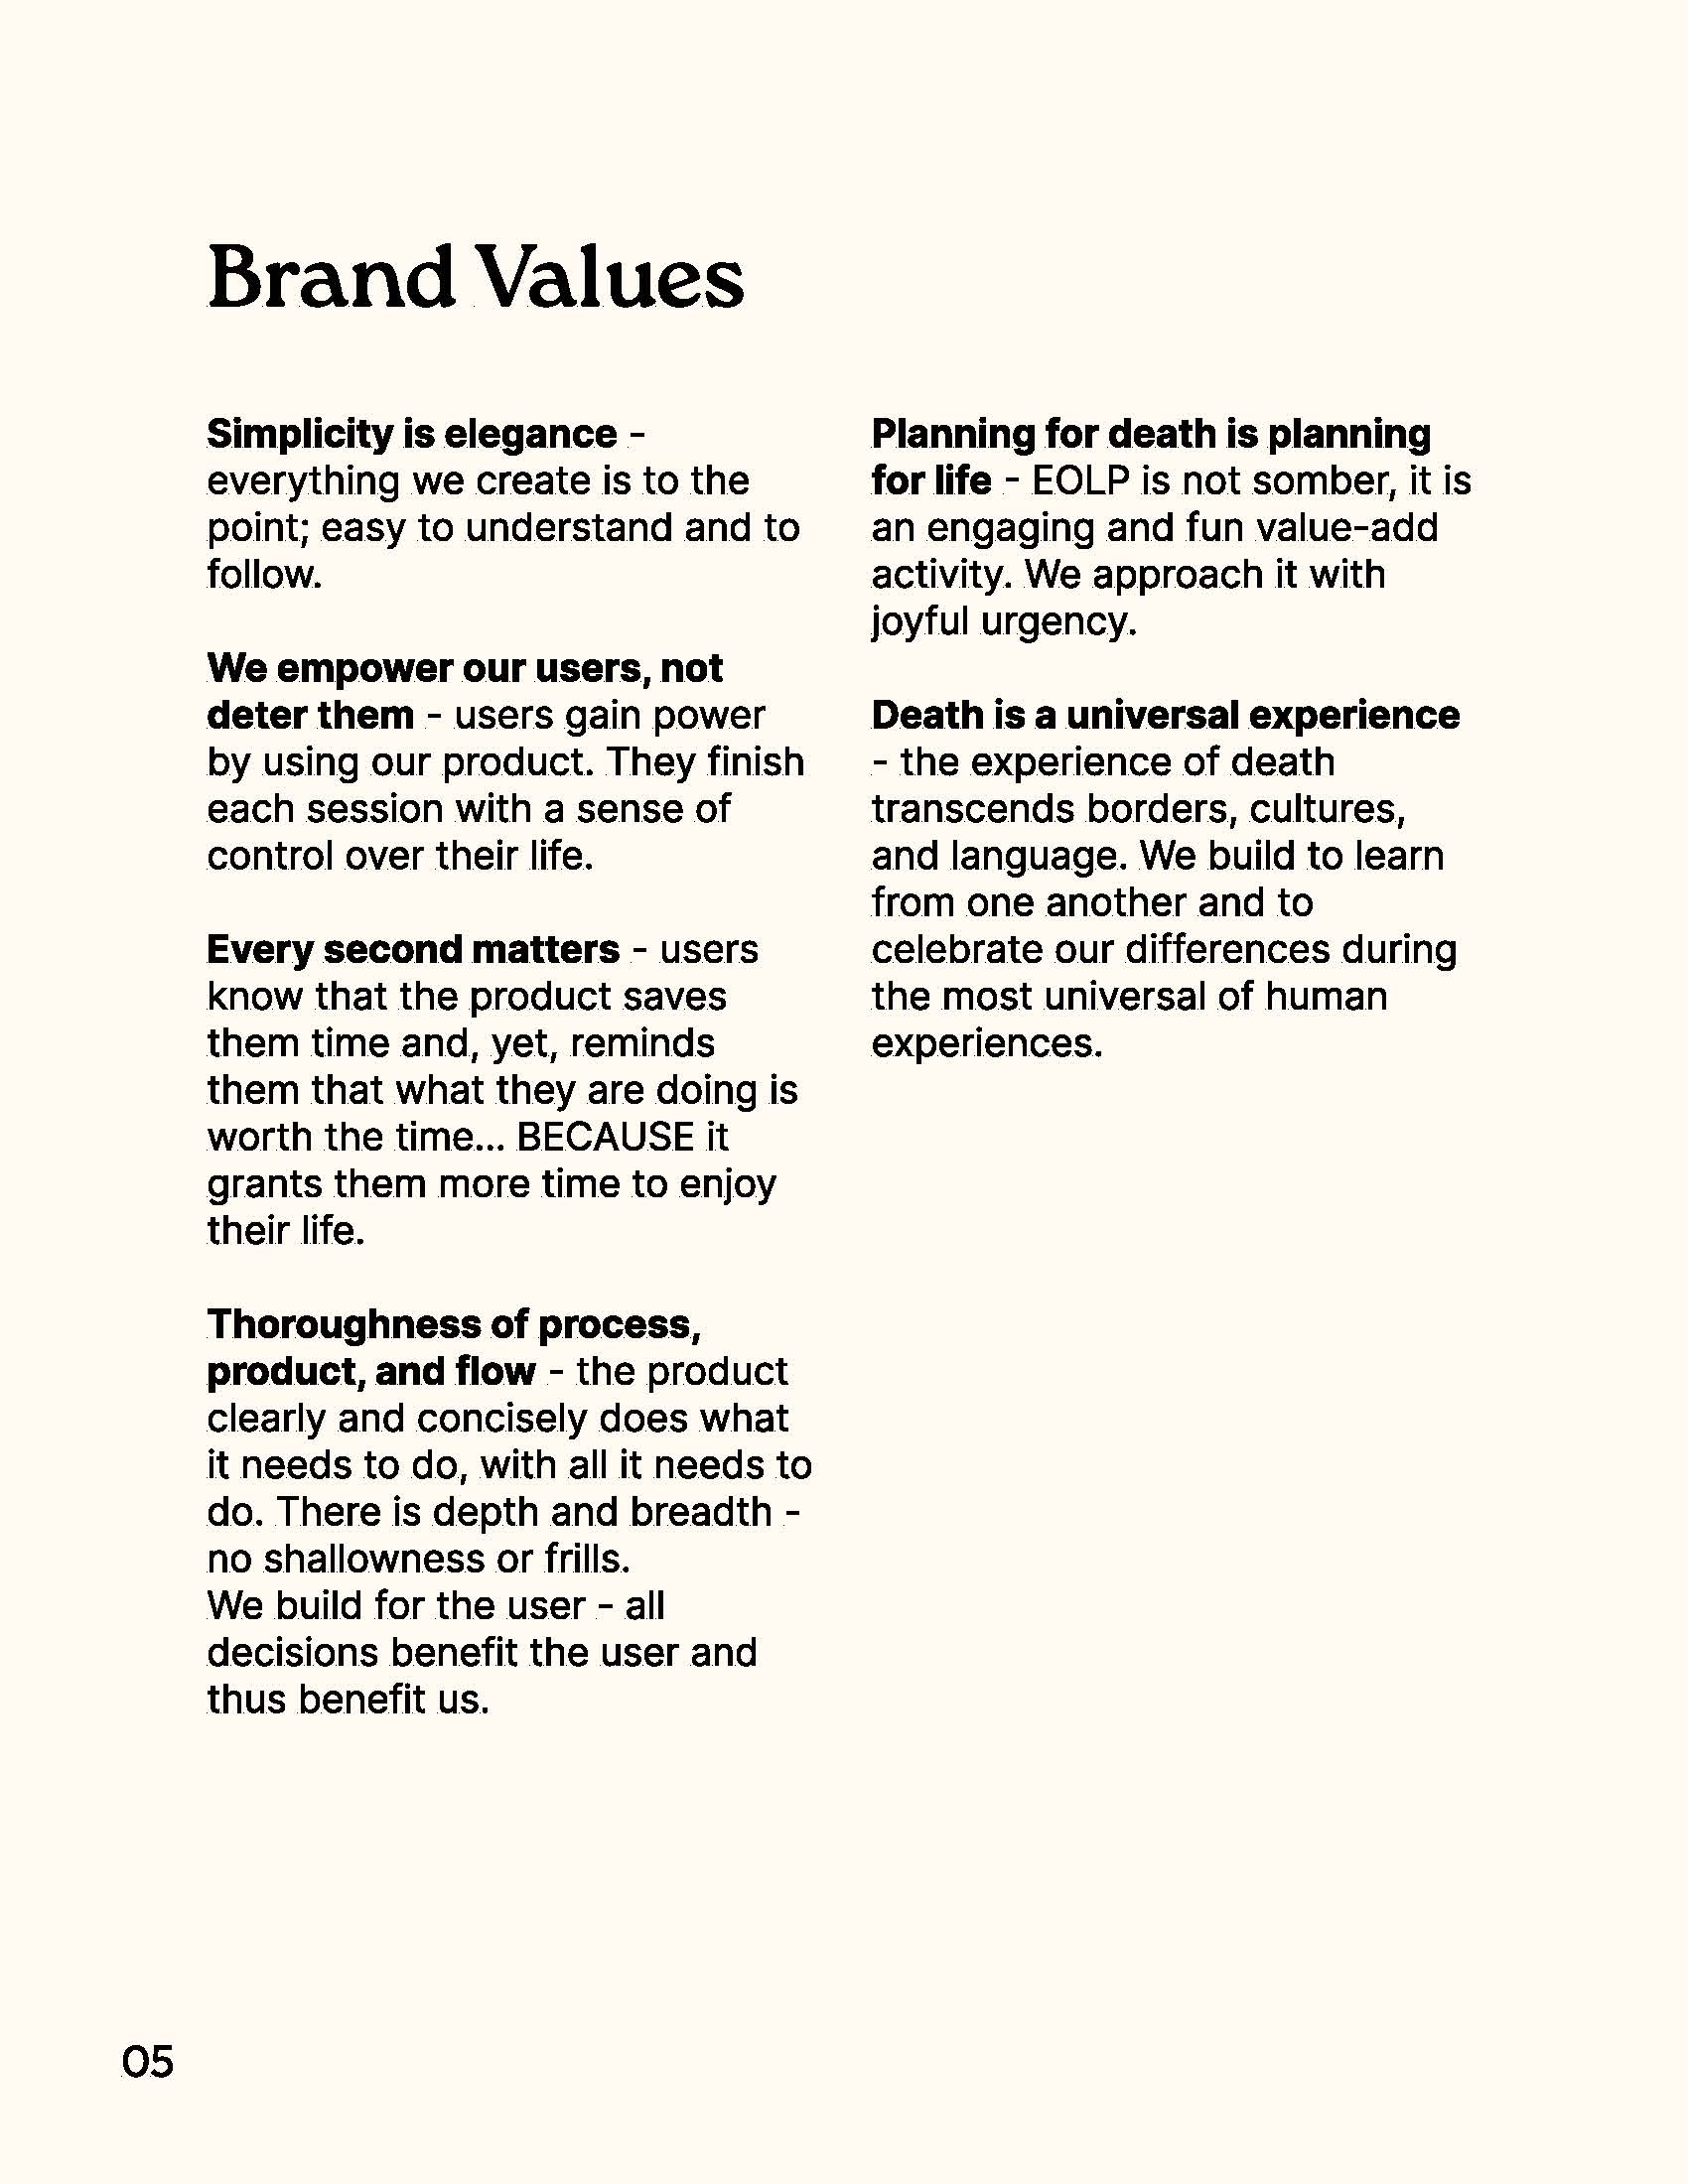 Brand Values
Simplicity is elegance -
everything we create is to the
point; easy to understand and to
follow.
We empower our users, not
deter them - users gain power
by using our product. They finish
each session with a sense of
control over their life.
Every second matters - users
know that the product saves
them time and, yet, reminds
them that what they are doing is
worth the time... BECAUSE it
grants them more time to enjoy
their life.
Thoroughness of process,
product, and flow - the product
clearly and concisely does what
it needs to do, with all it needs to
do. There is depth and breadth -
no shallowness or frills.
We build for the user - all
decisions benefit the user and
thus benefit us.
Planning for death is planning
for life - EOLP is not somber, it is
an engaging and fun value-add
activity. We approach it with
joyful urgency.
Death is a universal experience
- the experience of death
transcends borders, cultures,
and language. We build to learn
from one another and to
celebrate our differences during
the most universal of human
experiences.
05